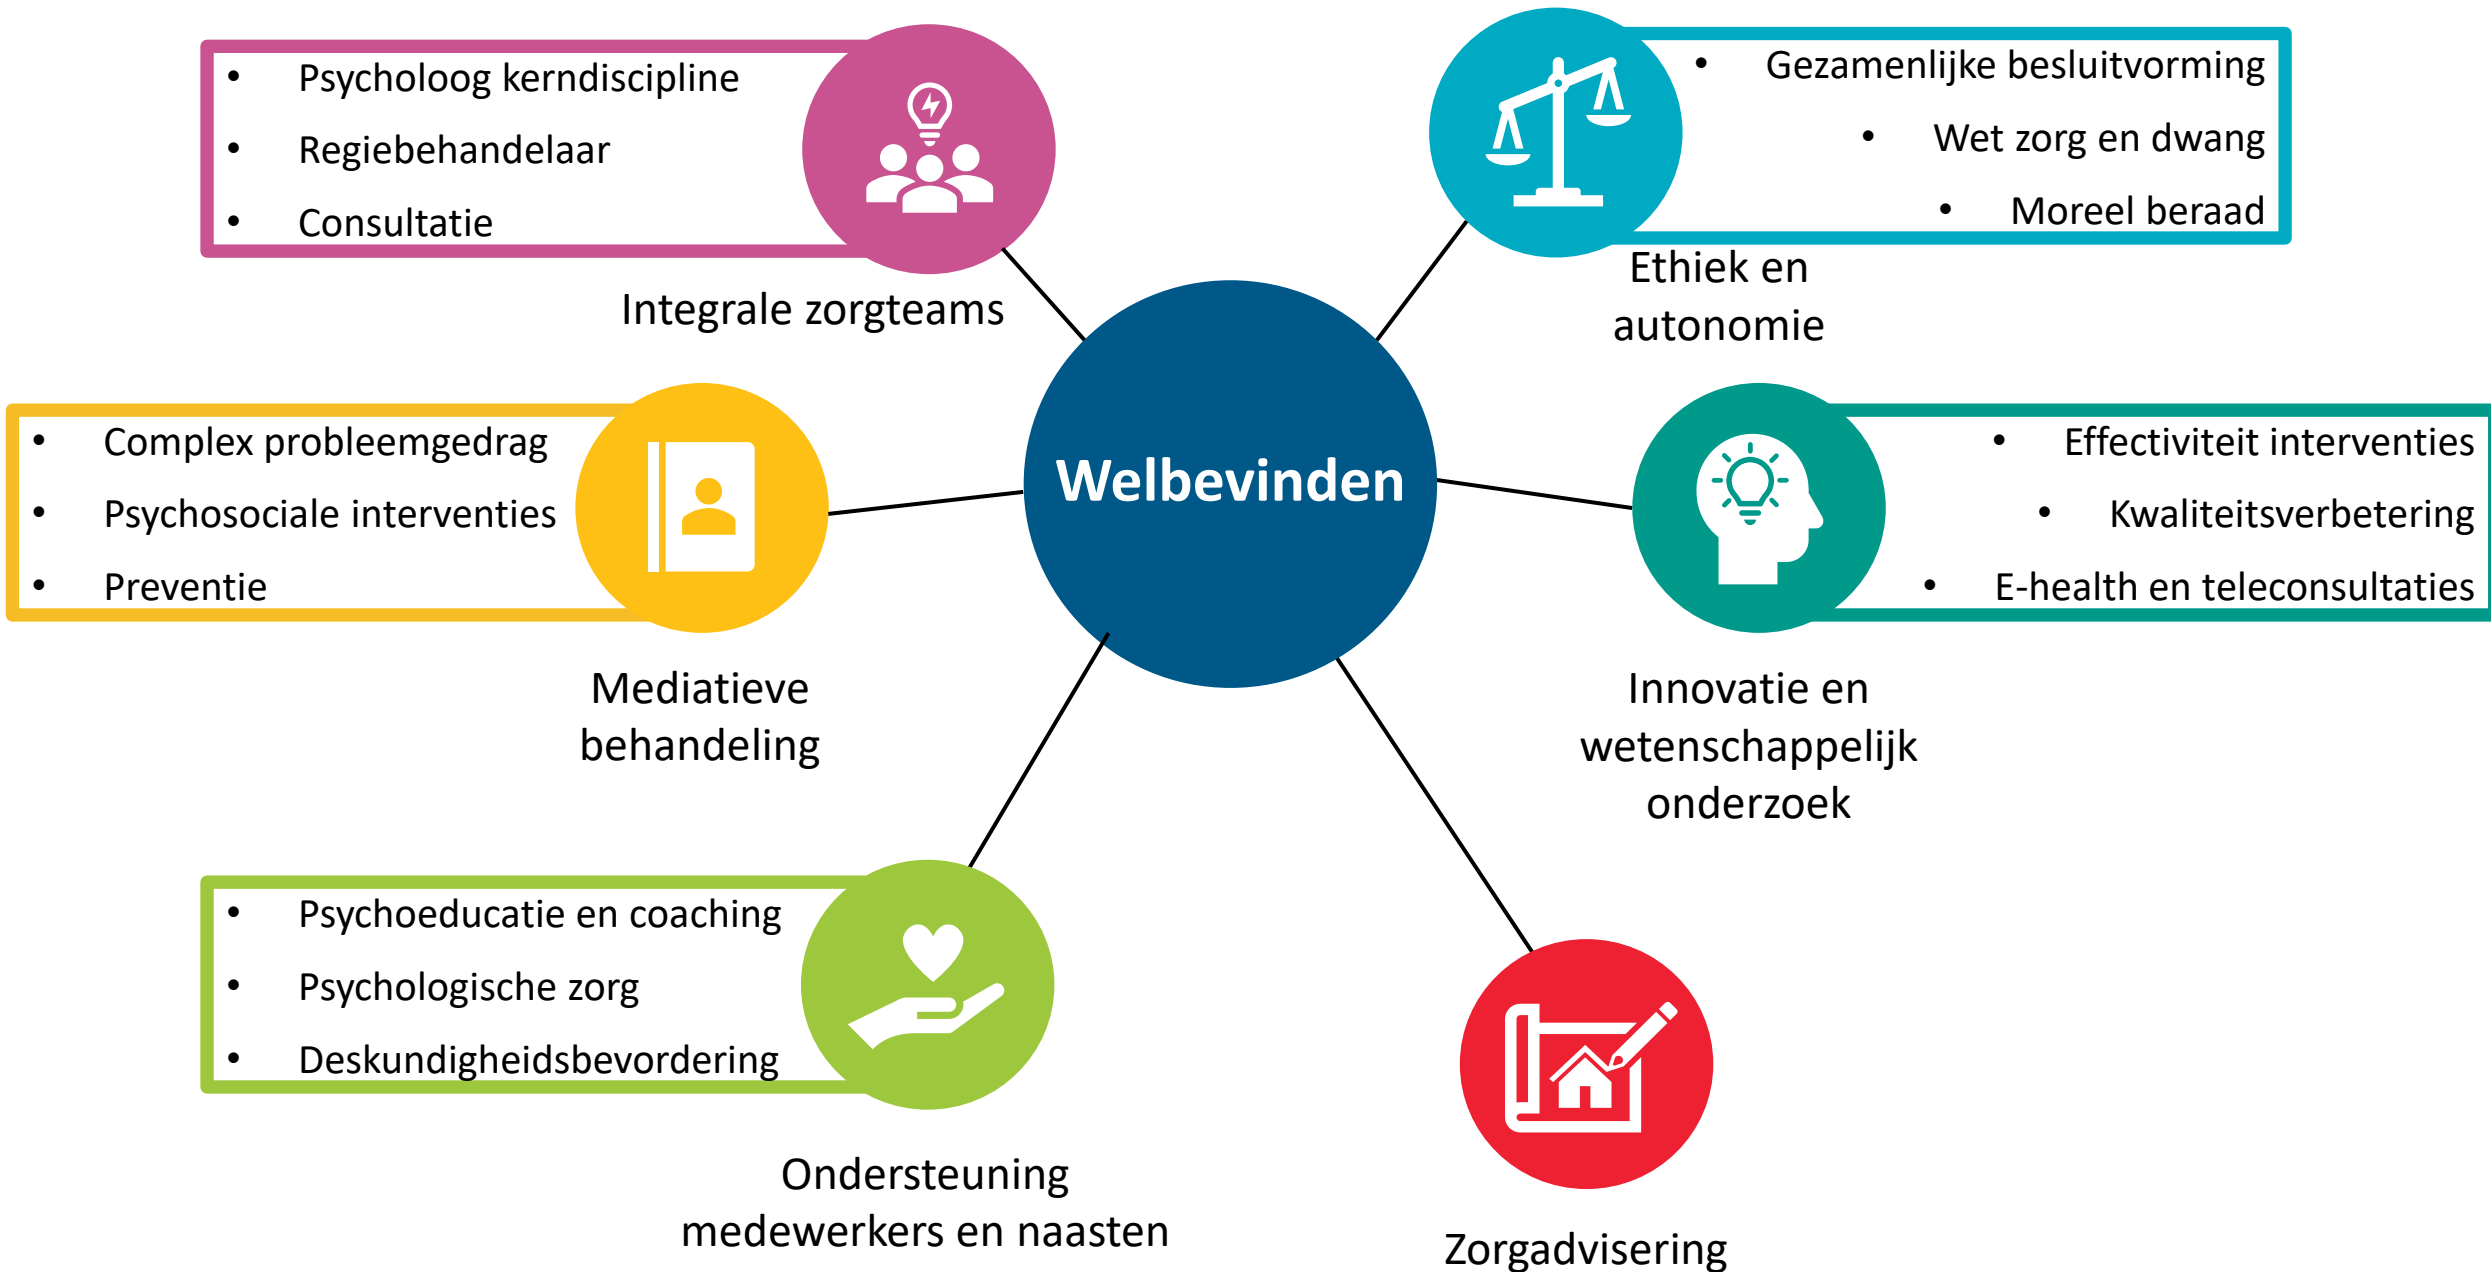 • Psycholoog kerndiscipline
• Regiebehandelaar
• Consultatie
Integrale zorgteams
• Gezamenlijke besluitvorming
• Wet zorg en dwang
• Moreel beraad
Ethiek en
autonomie
Welbevinden
• Complex probleemgedrag
• Psychosociale interventies
• Preventie
Mediatieve
behandeling
• Effectiviteit interventies
• Kwaliteitsverbetering
• E-health en teleconsultaties
Innovatie en
wetenschappelijk
onderzoek
• Psychoeducatie en coaching
• Psychologische zorg
• Deskundigheidsbevordering
Ondersteuning
medewerkers en naasten
Zorgadvisering